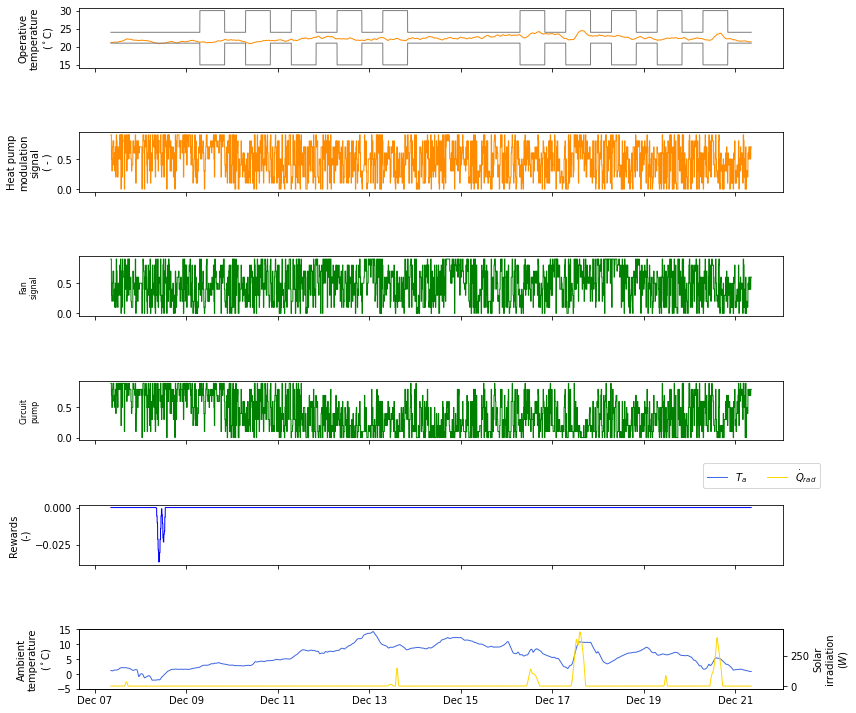 Operative
temperature
(°C)
30
25
20
15
Heat pump
modulation
signal
( - )
0.5
0.0
Fan
signal
0.5
0.0
Circuit
pump
0.5
0.0
T_a Q̇_rad
Rewards
(-)
0.000
−0.025
Ambient
temperature
(°C)
15
10
5
0
−5
250
0
Solar
irradiation
(W)
Dec 07 Dec 09 Dec 11 Dec 13 Dec 15 Dec 17 Dec 19 Dec 21